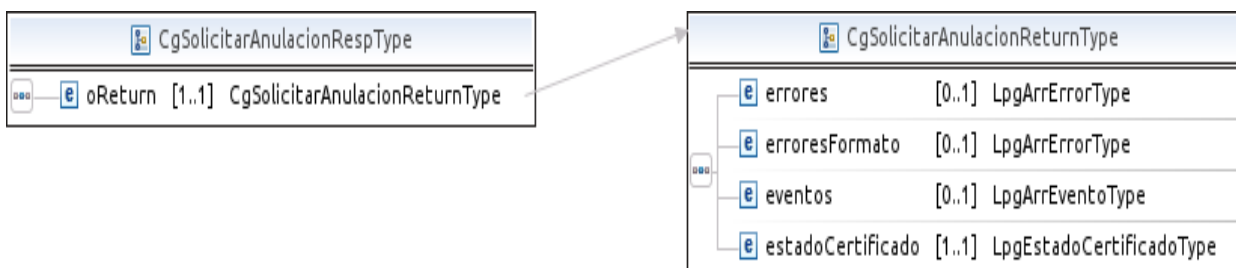 CgSolicitarAnulacionRespType
e oReturn [1..1] CgSolicitarAnulacionReturnType
CgSolicitarAnulacionReturnType
e errores [0..1] LpgArrErrorType
e erroresFormato [0..1] LpgArrErrorType
e eventos [0..1] LpgArrEventoType
e estadoCertificado [1..1] LpgEstadoCertificadoType